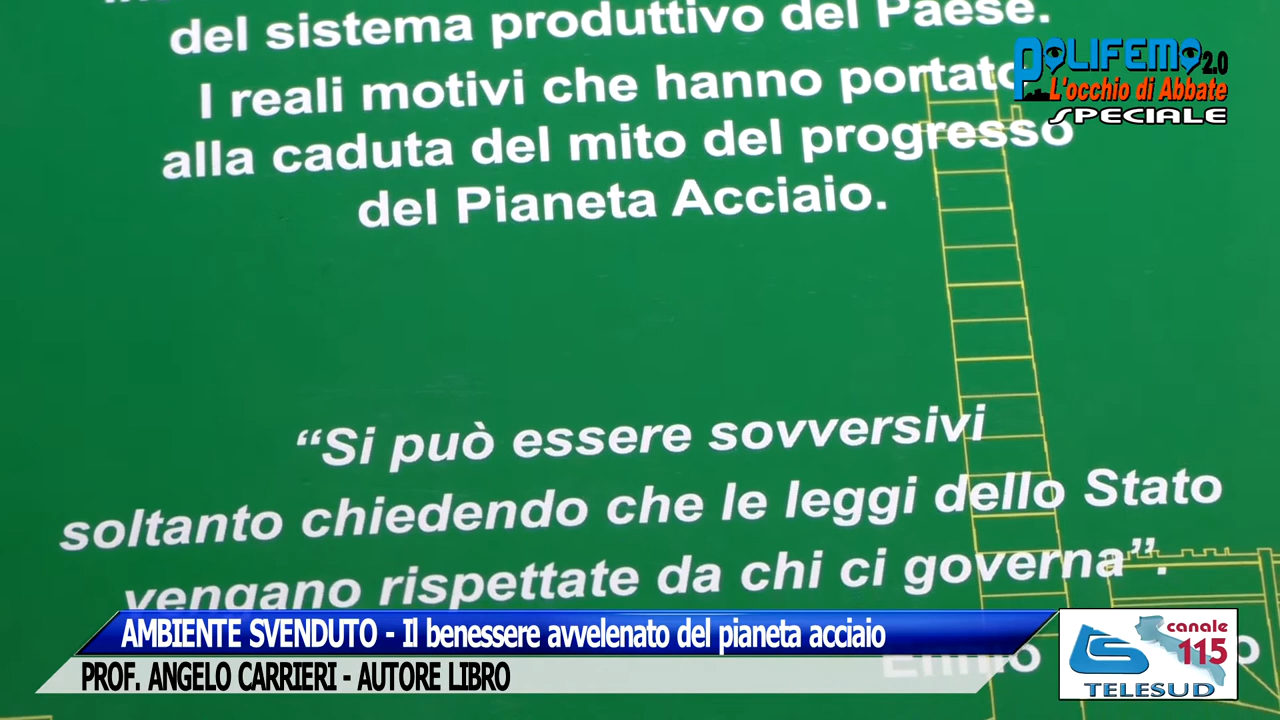 del sistema produttivo del Paese.
I reali motivi che hanno portato
alla caduta del mito del progresso
del Pianeta Acciaio.
“Si può essere sovversivi
soltanto chiedendo che le leggi dello Stato
vengano rispettate da chi ci governa”.
Ennio
POLIFEMO 2.0
L'occhio di Abbate
SPECIALE
AMBIENTE SVENDUTO - Il benessere avvelenato del pianeta acciaio
PROF. ANGELO CARRIERI - AUTORE LIBRO
canale
115
TELESUD